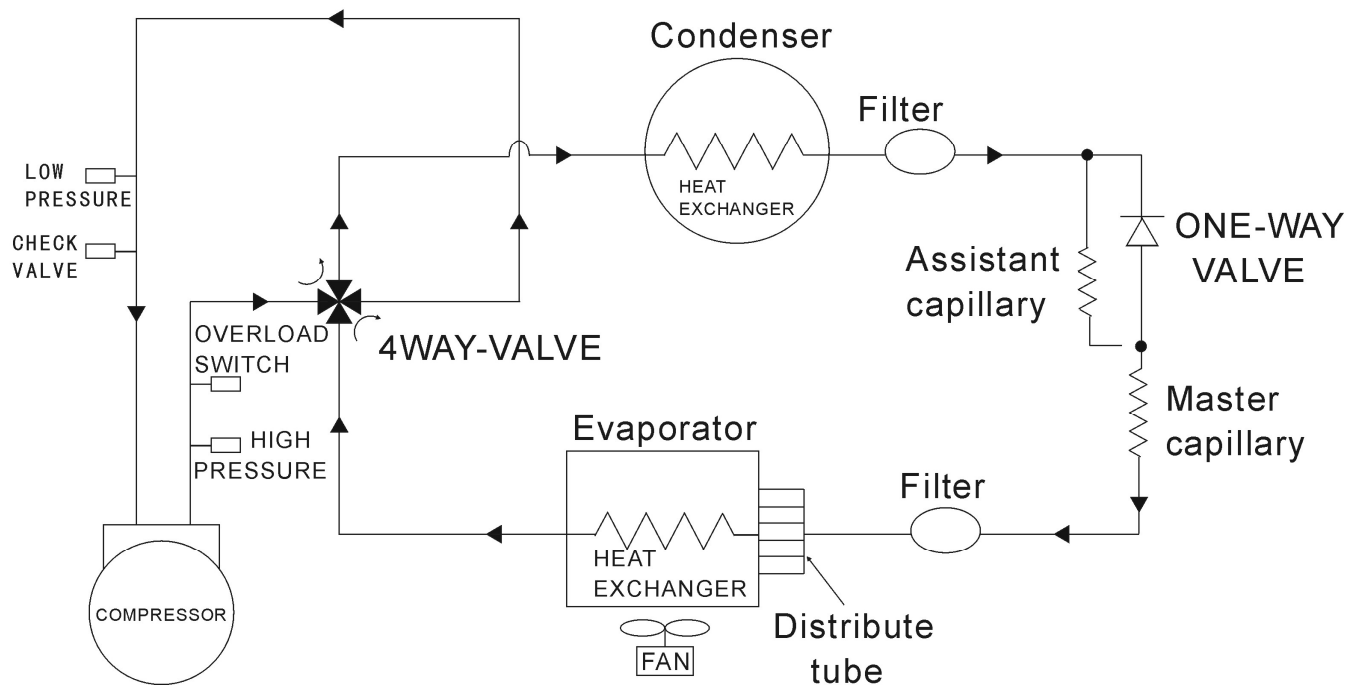 Condenser
Filter
HEAT
EXCHANGER
LOW
PRESSURE
CHECK
VALVE
ONE-WAY
VALVE
Assistant
capillary
OVERLOAD
SWITCH
4WAY-VALVE
HIGH
PRESSURE
Master
capillary
Evaporator
Filter
HEAT
EXCHANGER
COMPRESSOR
Distribute
tube
FAN